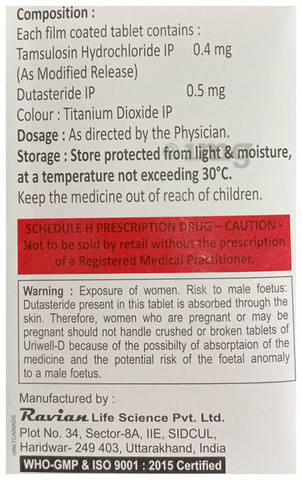 Composition :
Each film coated tablet contains :
Tamsulosin Hydrochloride IP 0.4 mg
(As Modified Release)
Dutasteride IP 0.5 mg
Colour : Titanium Dioxide IP
Dosage : As directed by the Physician.
Storage : Store protected from light & moisture,
at a temperature not exceeding 30°C.
Keep the medicine out of reach of children.
SCHEDULE H PRESCRIPTION DRUG – CAUTION -
Not to be sold by retail without the prescription
of a Registered Medical Practitioner.
Warning : Exposure of women. Risk to male foetus:
Dutasteride present in this tablet is absorbed through the
skin. Therefore, women who are pregnant or may be
pregnant should not handle crushed or broken tablets of
Uriwell-D because of the possibilty of absorptaion of the
medicine and the potential risk of the foetal anomaly
to a male foetus.
Manufactured by :
Ravian Life Science Pvt. Ltd.
Plot No. 34, Sector-8A, IIE, SIDCUL,
Haridwar- 249 403, Uttarakhand, India
WHO-GMP & ISO 9001 : 2015 Certified